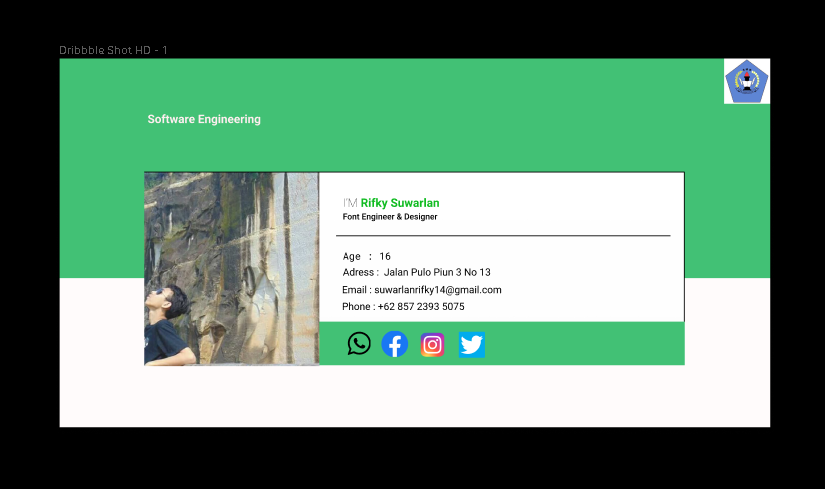 Dribbble Shot HD - 1
Software Engineering
I'M Rifky Suwarlan
Font Engineer & Designer
Age : 16
Adress : Jalan Pulo Piun 3 No 13
Email : suwarlanrifky14@gmail.com
Phone : +62 857 2393 5075